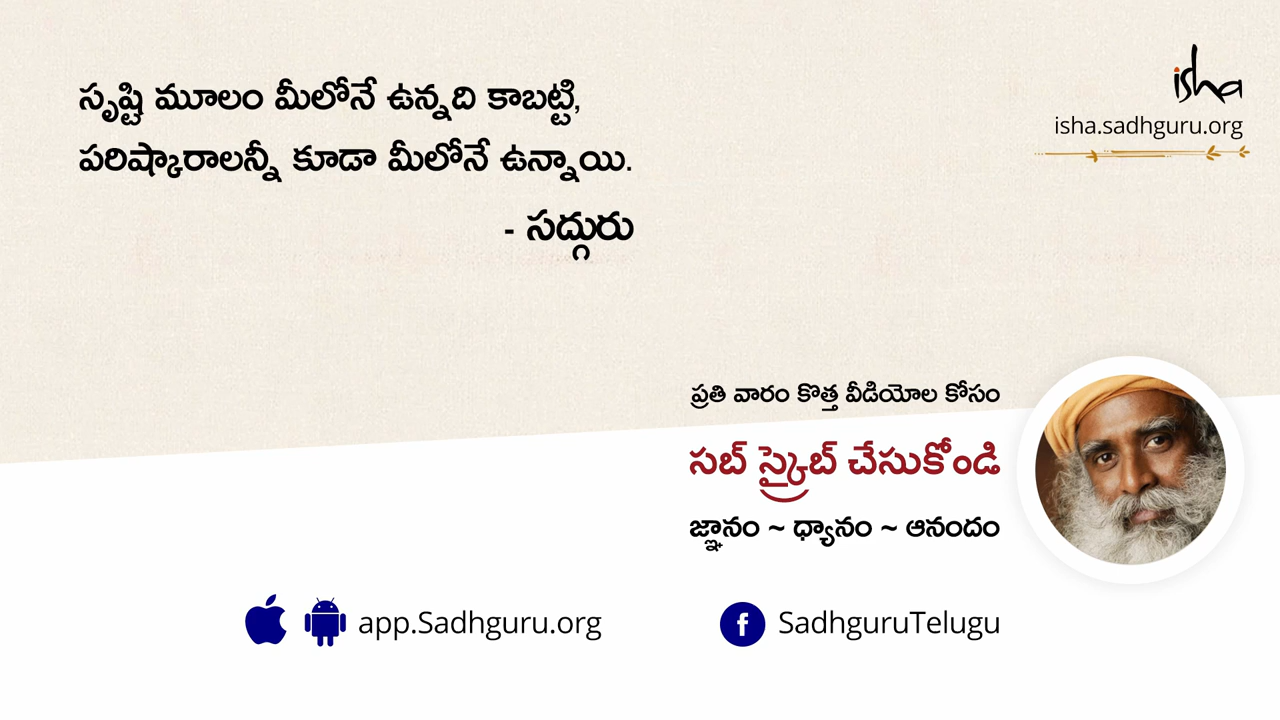 సృష్టి మూలం మీలోనే ఉన్నది కాబట్టి,
పరిష్కారాలన్నీ కూడా మీలోనే ఉన్నాయి.
- సద్గురు
isha
isha.sadhguru.org
ప్రతి వారం కొత్త వీడియోల కోసం
సబ్ స్క్రైబ్ చేసుకోండి
జ్ఞానం ~ ధ్యానం ~ ఆనందం
app.Sadhguru.org
f SadhguruTelugu